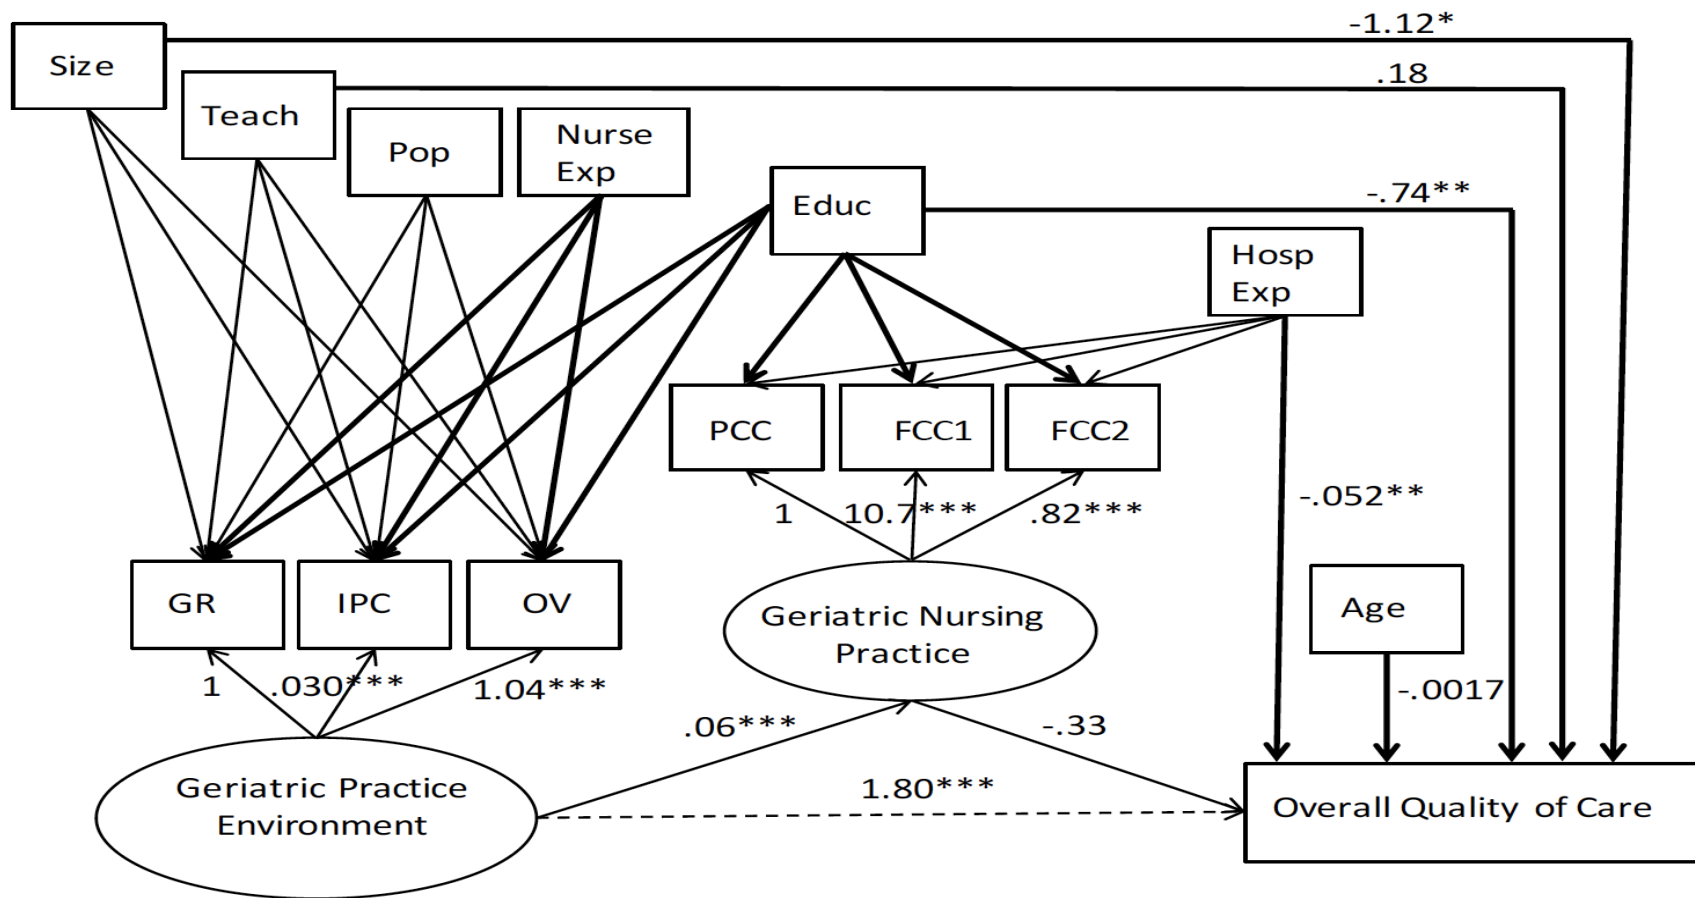 -1.12*
Size
.18
Teach
Nurse
Exp
Pop
-.74**
Educ
Hosp
Exp
PCC
FCC1
FCC2
-.052**
1
10.7***
.82***
GR
IPC
OV
Age
Geriatric Nursing
Practice
1
.030***
1.04***
-.0017
.06***
-.33
Geriatric Practice
Environment
1.80***
Overall Quality of Care